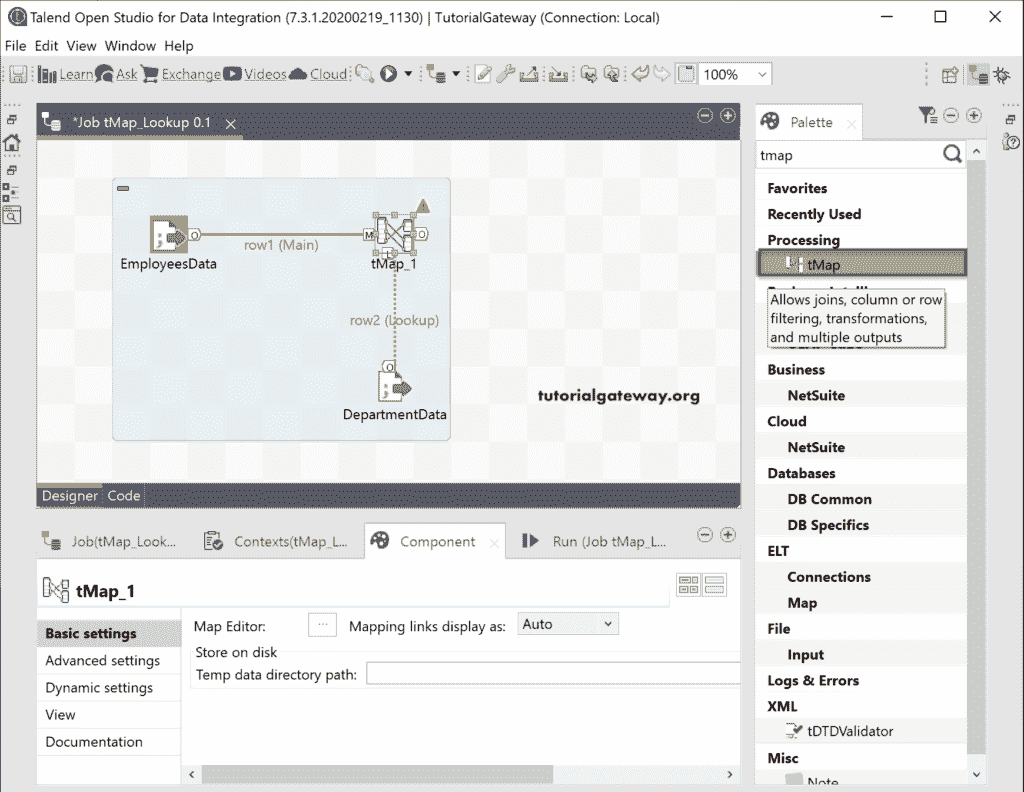 Talend Open Studio for Data Integration (7.3.1.20200219_1130) | TutorialGateway (Connection: Local)
File Edit View Window Help
Learn Ask Exchange Videos Cloud 100%
*Job tMap_Lookup 0.1
Palette
tmap
Favorites
Recently Used
Processing
tMap
Allows joins, column or row
filtering, transformations,
and multiple outputs
Business
NetSuite
Cloud
NetSuite
Databases
DB Common
DB Specifics
ELT
Connections
Map
File
Input
Logs & Errors
XML
tDTDValidator
Misc
Note
EmployeesData
row1 (Main)
tMap_1
row2 (Lookup)
DepartmentData
tutorialgateway.org
Designer Code
Job(tMap_Look... Contexts(tMap_L... Component Run (Job tMap_L...
tMap_1
Basic settings
Advanced settings
Dynamic settings
View
Documentation
Map Editor: ... Mapping links display as: Auto
Store on disk
Temp data directory path: